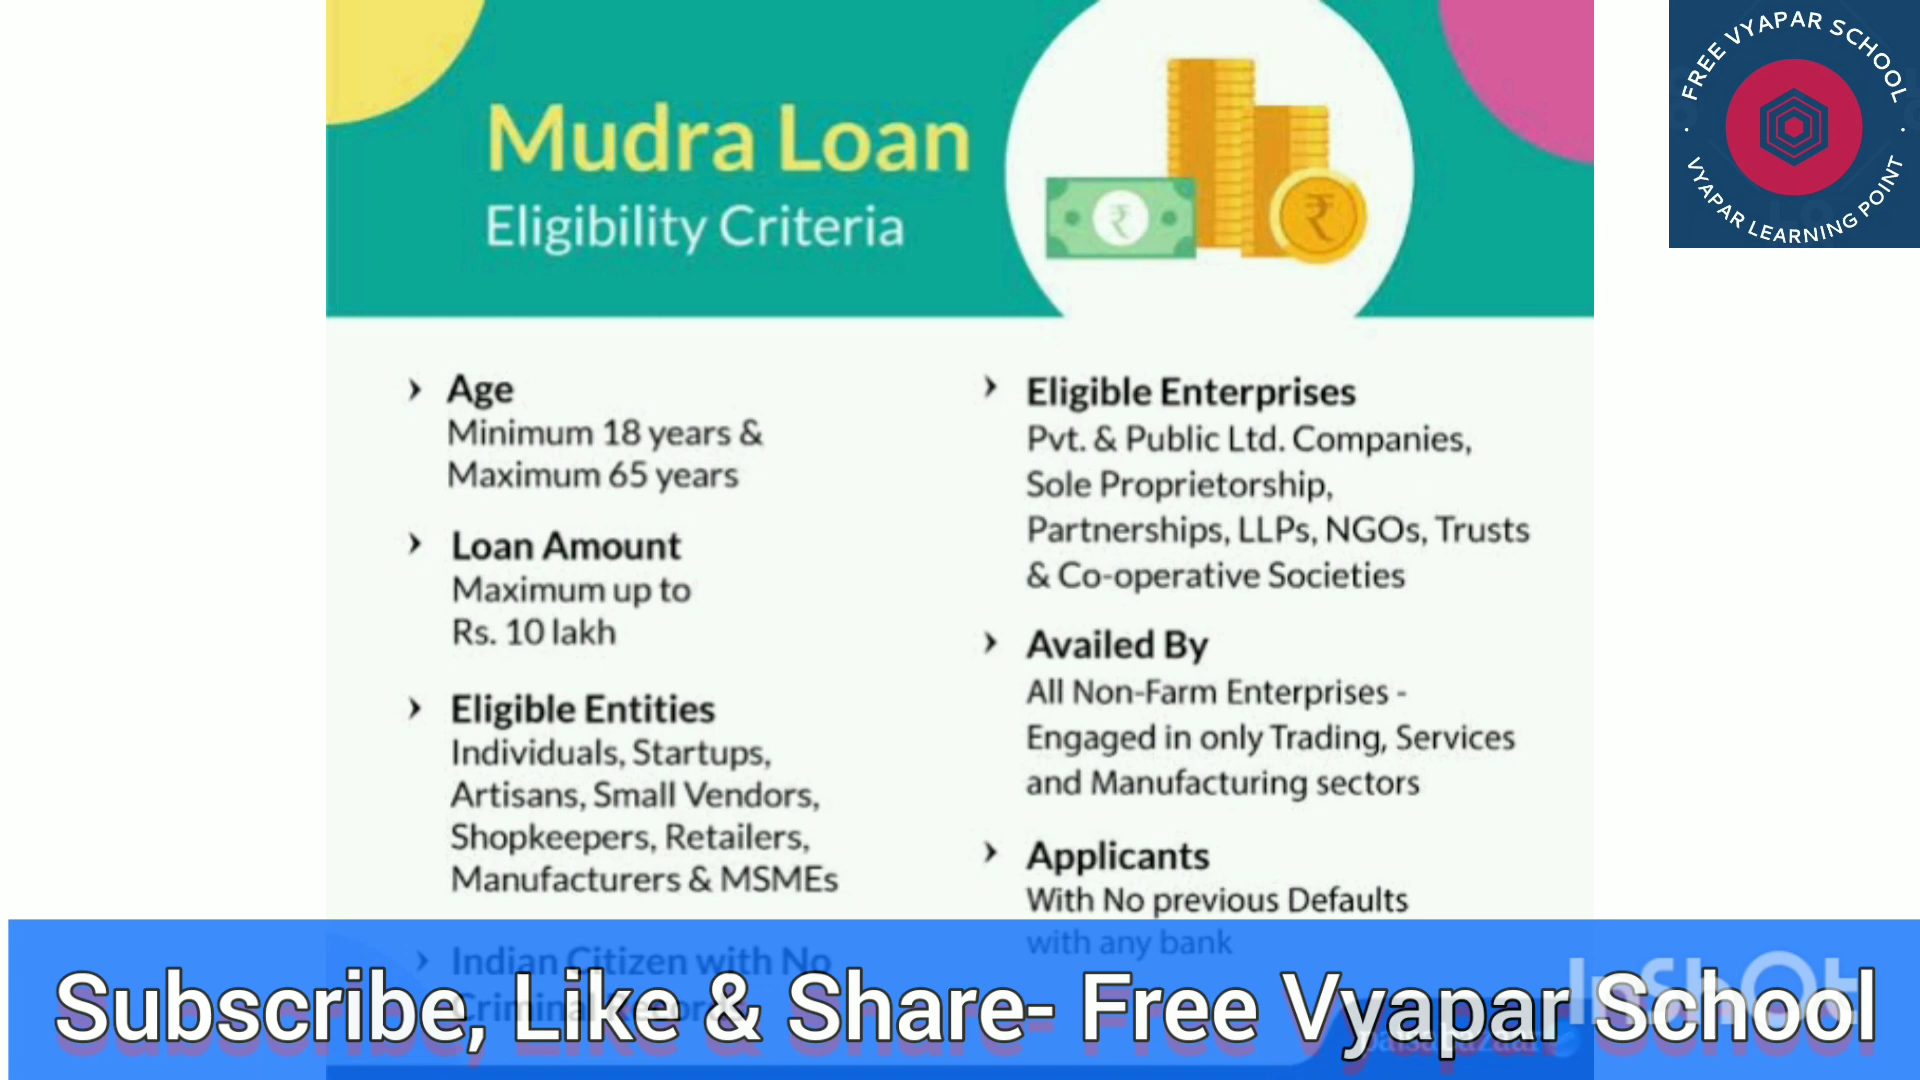 Mudra Loan
Eligibility Criteria
FREE VYAPAR SCHOOL
VYAPAR LEARNING POINT
Age
Minimum 18 years &
Maximum 65 years
Loan Amount
Maximum up to
Rs. 10 lakh
Eligible Entities
Individuals, Startups,
Artisans, Small Vendors,
Shopkeepers, Retailers,
Manufacturers & MSMEs
Indian Citizen with No
Criminal Records
Eligible Enterprises
Pvt. & Public Ltd. Companies,
Sole Proprietorship,
Partnerships, LLPs, NGOs, Trusts
& Co-operative Societies
Availed By
All Non-Farm Enterprises -
Engaged in only Trading, Services
and Manufacturing sectors
Applicants
With No previous Defaults
with any bank
Subscribe, Like & Share- Free Vyapar School
InShOt
paisabazaar